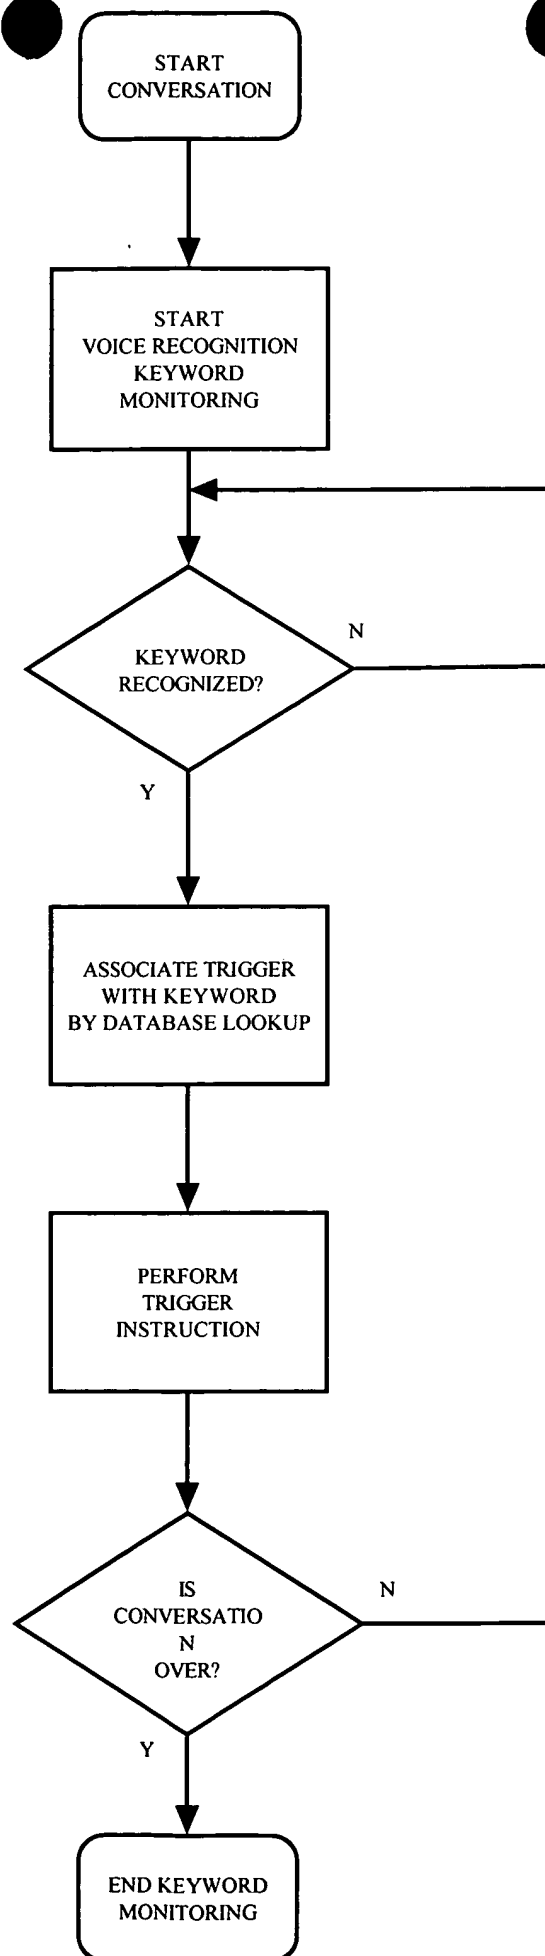 START
CONVERSATION
START
VOICE RECOGNITION
KEYWORD
MONITORING
N
KEYWORD
RECOGNIZED?
Y
ASSOCIATE TRIGGER
WITH KEYWORD
BY DATABASE LOOKUP
PERFORM
TRIGGER
INSTRUCTION
IS
N
CONVERSATIO
N
OVER?
Y
END KEYWORD
MONITORING